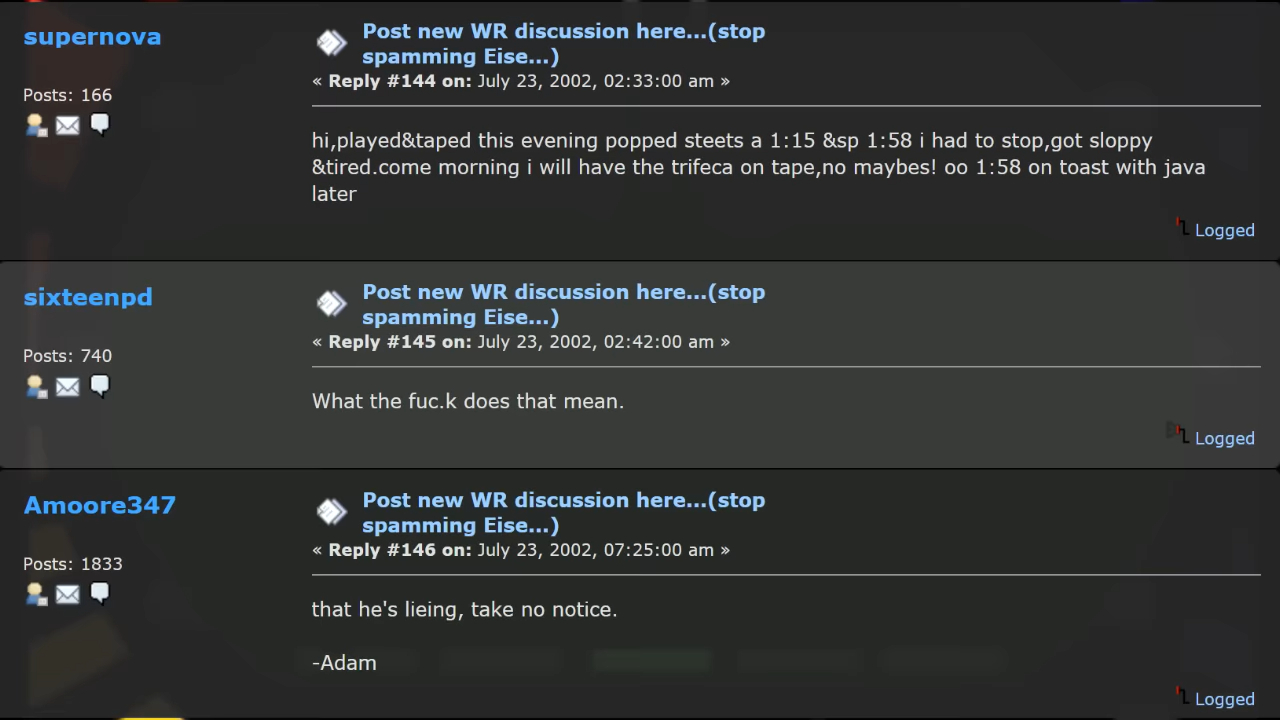 supernova
Posts: 166
Post new WR discussion here...(stop
spamming Eise...)
« Reply #144 on: July 23, 2002, 02:33:00 am »
hi,played&taped this evening popped steets a 1:15 &sp 1:58 i had to stop,got sloppy
&tired.come morning i will have the trifeca on tape,no maybes! oo 1:58 on toast with java
later
Logged
sixteenpd
Posts: 740
Post new WR discussion here...(stop
spamming Eise...)
« Reply #145 on: July 23, 2002, 02:42:00 am »
What the fuc.k does that mean.
Logged
Amoore347
Posts: 1833
Post new WR discussion here...(stop
spamming Eise...)
« Reply #146 on: July 23, 2002, 07:25:00 am »
that he's lieing, take no notice.
-Adam
Logged